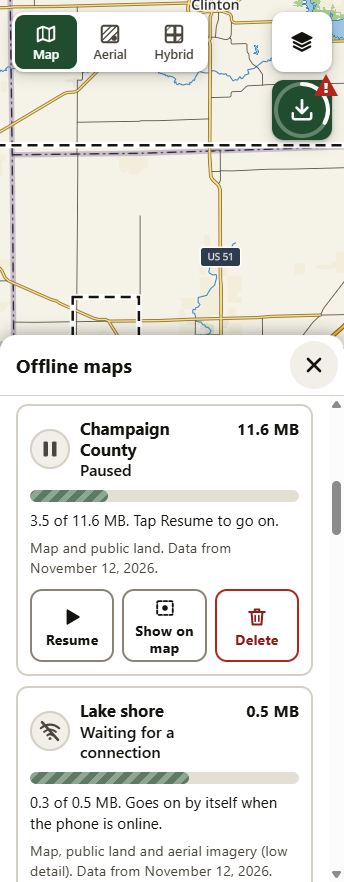 Clinton
Map
Aerial
Hybrid
US 51
Offline maps
Champaign
County
11.6 MB
Paused
3.5 of 11.6 MB. Tap Resume to go on.
Map and public land. Data from
November 12, 2026.
Resume
Show on
map
Delete
Lake shore
0.5 MB
Waiting for a
connection
0.3 of 0.5 MB. Goes on by itself when
the phone is online.
Map, public land and aerial imagery (low
detail). Data from November 12, 2026.